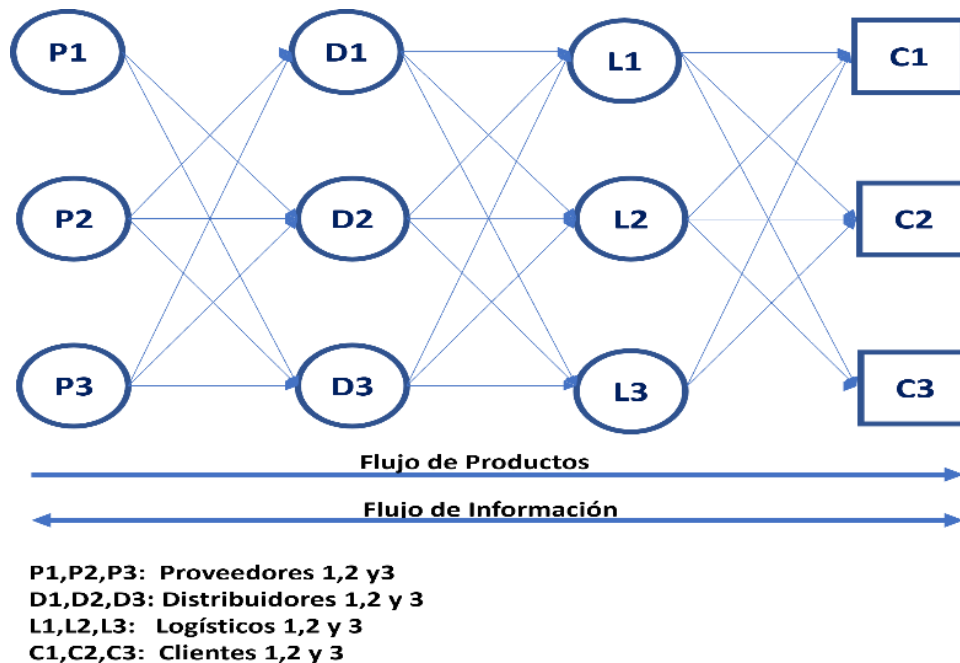 P1 D1 L1 C1
P2 D2 L2 C2
P3 D3 L3 C3
Flujo de Productos
Flujo de Información
P1,P2,P3: Proveedores 1,2 y3
D1,D2,D3: Distribuidores 1,2 y 3
L1,L2,L3: Logísticos 1,2 y 3
C1,C2,C3: Clientes 1,2 y 3